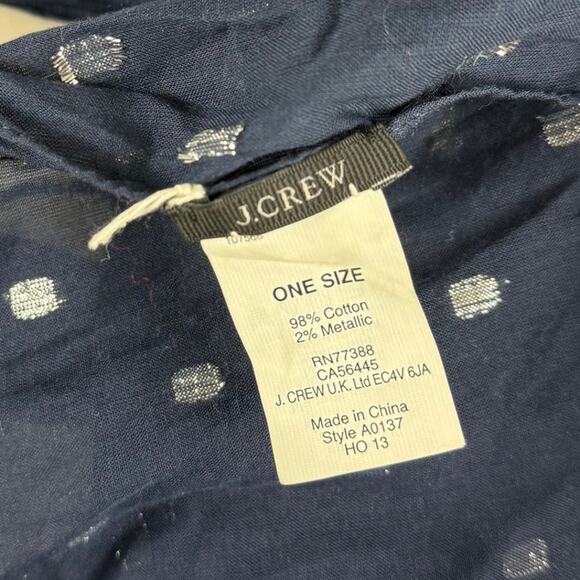 J.CREW
ONE SIZE
98% Cotton
2% Metallic
RN77388
CA56445
J. CREW U.K. Ltd EC4V 6JA
Made in China
Style A0137
HO 13